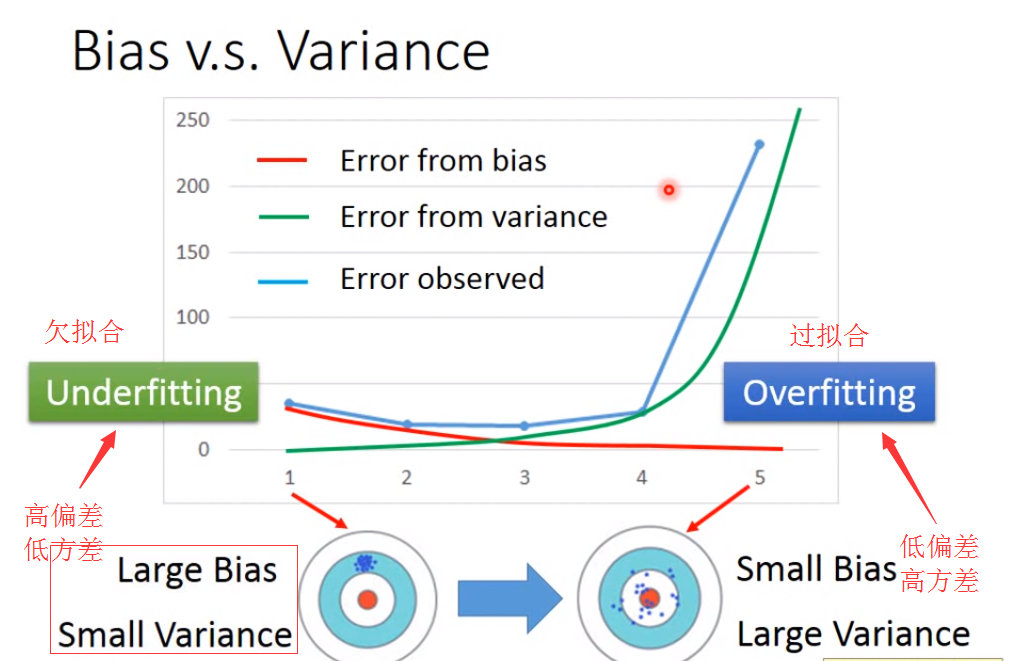 Bias v.s. Variance
250
Error from bias
200
Error from variance
150
Error observed
100
欠拟合
过拟合
Underfitting
Overfitting
0
1 2 3 4 5
高偏差
低方差
Large Bias
Small Variance
Small Bias
低偏差
高方差
Large Variance